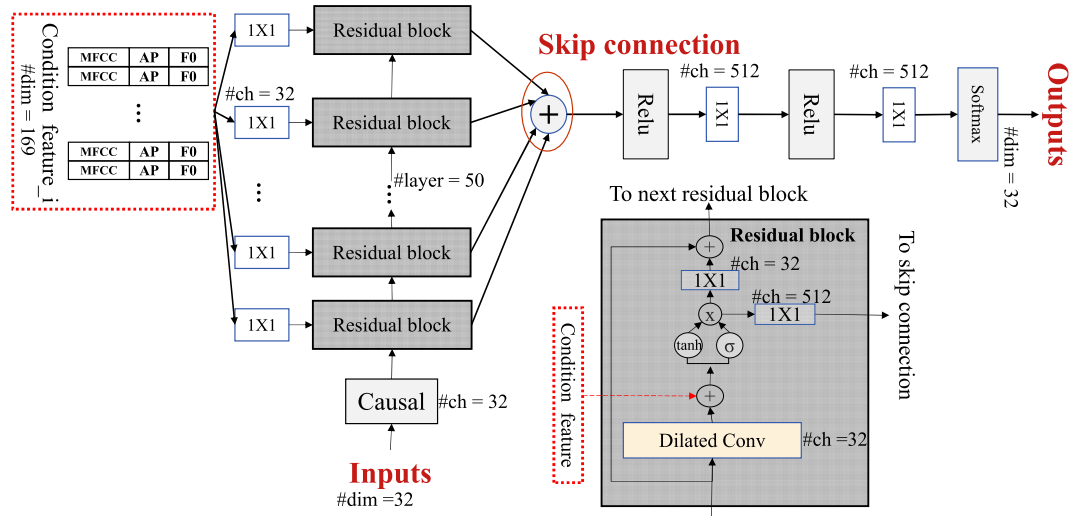 Condition feature_i
#dim = 169
MFCC AP F0
MFCC AP F0
...
MFCC AP F0
MFCC AP F0
1X1
Residual block
#ch = 32
1X1
Residual block
...
#layer = 50
...
1X1
Residual block
1X1
Residual block
Causal
#ch = 32
Inputs
#dim =32
Skip connection
+
Relu
#ch = 512
1X1
Relu
#ch = 512
1X1
Softmax
#dim = 32
Outputs
To next residual block
Residual block
+
#ch = 32
1X1
#ch = 512
1X1
To skip connection
x
tanh
σ
+
Condition feature
Dilated Conv
#ch =32